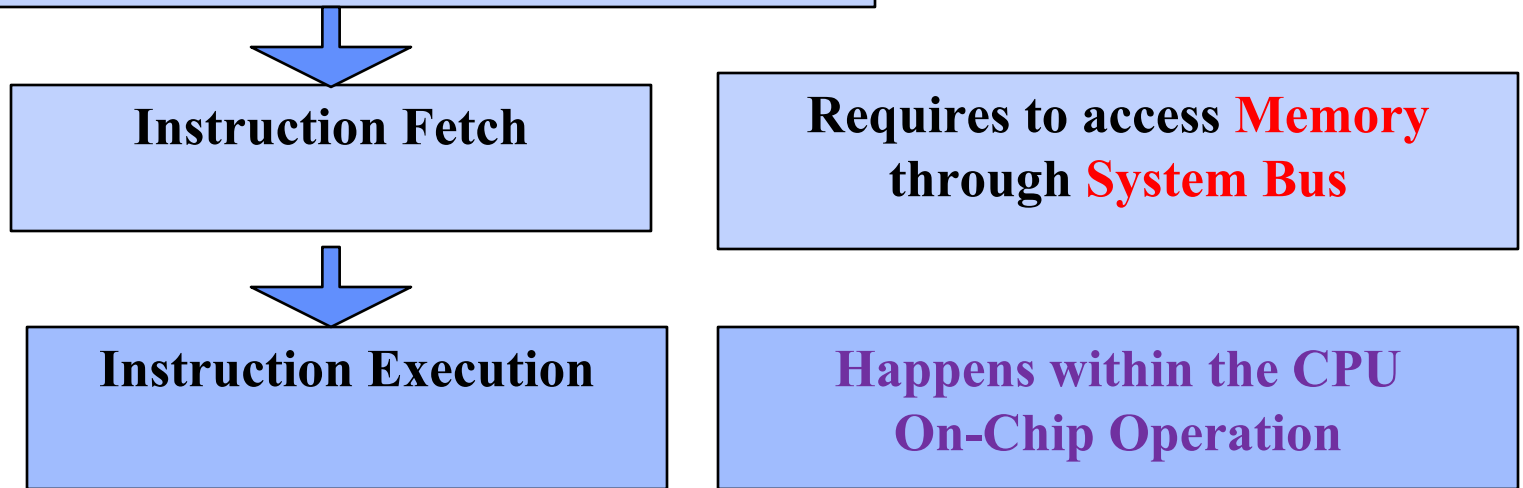 Instruction Fetch
Requires to access Memory
through System Bus
Instruction Execution
Happens within the CPU
On-Chip Operation